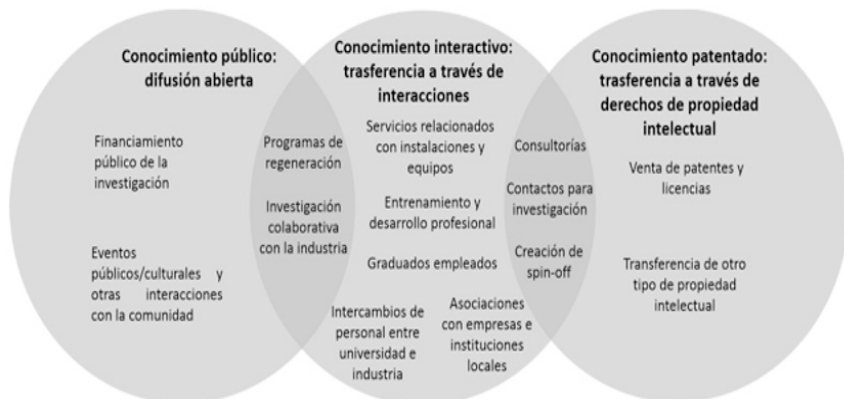 Conocimiento público:
difusión abierta
Financiamiento
público de la
investigación
Eventos
públicos/culturales y
otras interacciones
con la comunidad
Programas de
regeneración
Investigación
colaborativa
con la industria
Conocimiento interactivo:
trasferencia a través de
interacciones
Servicios relacionados
con instalaciones y
equipos
Entrenamiento y
desarrollo profesional
Graduados empleados
Intercambios de
personal entre
universidad e
industria
Asociaciones
con empresas e
instituciones
locales
Consultorías
Contactos para
investigación
Creación de
spin-off
Conocimiento patentado:
trasferencia a través de
derechos de propiedad
intelectual
Venta de patentes y
licencias
Transferencia de otro
tipo de propiedad
intelectual